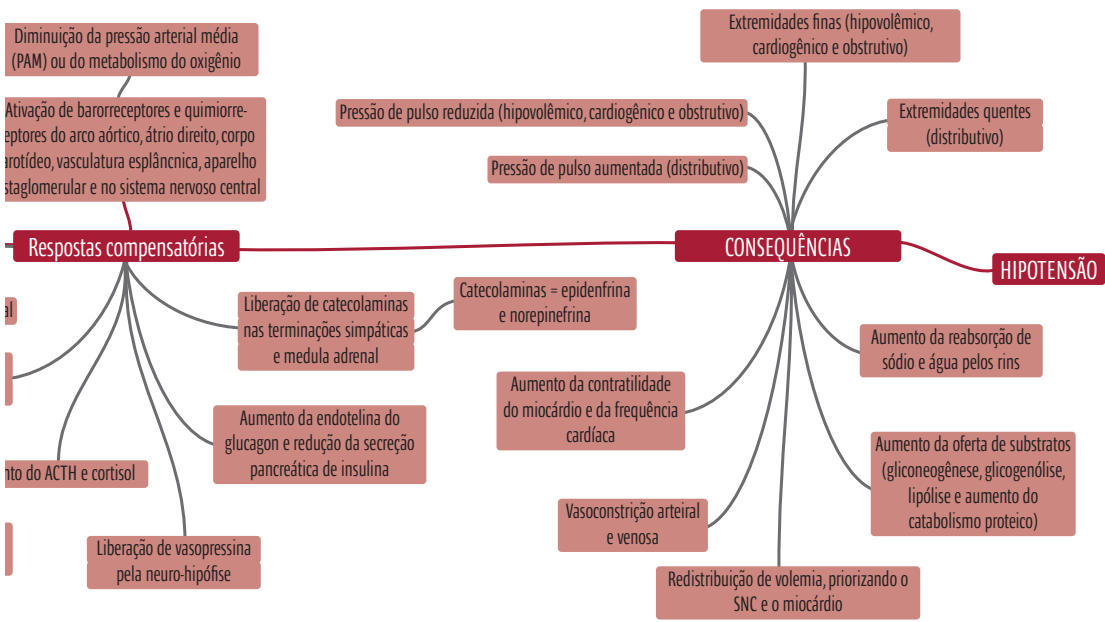 Diminuição da pressão arterial média
(PAM) ou do metabolismo do oxigênio
Ativação de barorreceptores e quimiorre-
eptores do arco aórtico, átrio direito, corpo
arotídeo, vasculatura esplâncnica, aparelho
staglomerular e no sistema nervoso central
Respostas compensatórias
al
Liberação de catecolaminas
nas terminações simpáticas
e medula adrenal
Catecolaminas = epidenfrina
e norepinefrina
Aumento da endotelina do
glucagon e redução da secreção
pancreática de insulina
nto do ACTH e cortisol
Liberação de vasopressina
pela neuro-hipófise
Extremidades finas (hipovolêmico,
cardiogênico e obstrutivo)
Pressão de pulso reduzida (hipovolêmico, cardiogênico e obstrutivo)
Extremidades quentes
(distributivo)
Pressão de pulso aumentada (distributivo)
CONSEQUÊNCIAS
HIPOTENSÃO
Aumento da reabsorção de
sódio e água pelos rins
Aumento da contratilidade
do miocárdio e da frequência
cardíaca
Aumento da oferta de substratos
(gliconeogênese, glicogenólise,
lipólise e aumento do
catabolismo proteico)
Vasoconstrição arteiral
e venosa
Redistribuição de volemia, priorizando o
SNC e o miocárdio